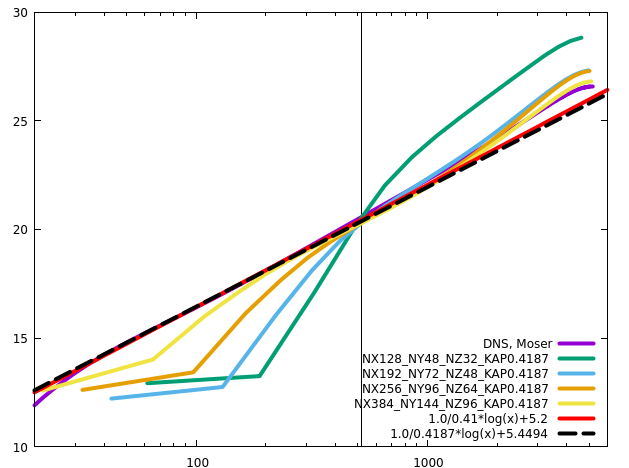 30
25
20
15
10
100
1000
DNS, Moser
NX128_NY48_NZ32_KAP0.4187
NX192_NY72_NZ48_KAP0.4187
NX256_NY96_NZ64_KAP0.4187
NX384_NY144_NZ96_KAP0.4187
1.0/0.41*log(x)+5.2
1.0/0.4187*log(x)+5.4494